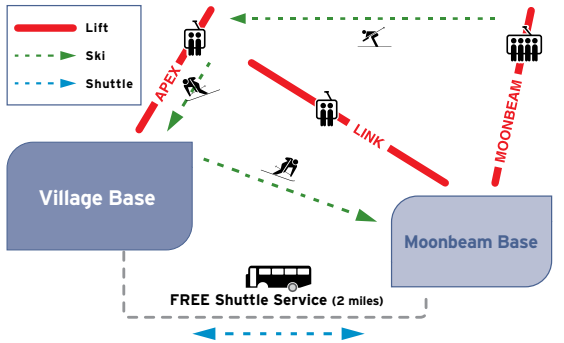 Lift
Ski
Shuttle
APEX
LINK
MOONBEAM
Village Base
Moonbeam Base
FREE Shuttle Service (2 miles)